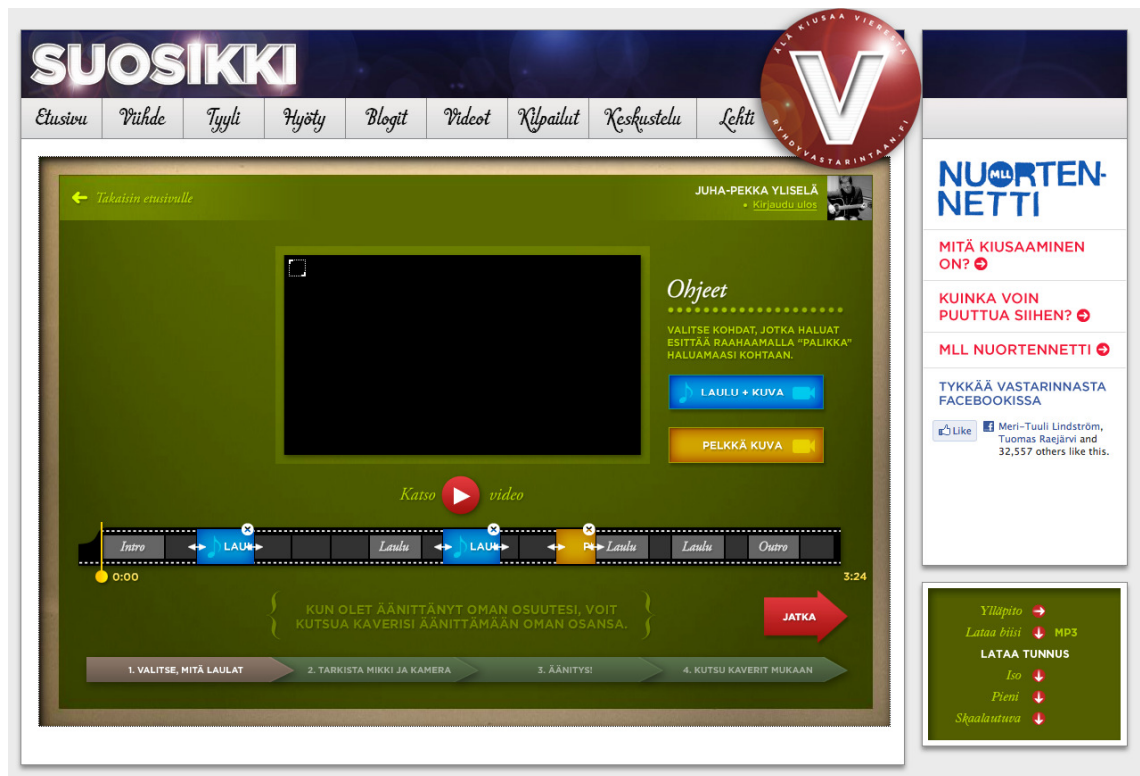 SUOSIKKI
ÄLÄ KIUSAA VIERESTÄ
V
RYHDYVASTARINTAAN.FI
Etusivu Viihde Tyyli Hyöty Blogit Videot Kilpailut Keskustelu Lehti
Takaisin etusivulle
JUHA-PEKKA YLISELÄ
• Kirjaudu ulos
Ohjeet
VALITSE KOHDAT, JOTKA HALUAT
ESITTÄÄ RAAHAAMALLA “PALIKKA”
HALUAMAASI KOHTAAN.
LAULU + KUVA
PELKKÄ KUVA
Katso video
Intro LAU Laulu LAU P Laulu Laulu Outro
0:00 3:24
KUN OLET ÄÄNITTÄNYT OMAN OSUUTESI, VOIT
KUTSUA KAVERISI ÄÄNITTÄMÄÄN OMAN OSANSA.
JATKA
1. VALITSE, MITÄ LAULAT 2. TARKISTA MIKKI JA KAMERA 3. ÄÄNITYS! 4. KUTSU KAVERIT MUKAAN
MLL
NUORTEN-
NETTI
MITÄ KIUSAAMINEN
ON?
KUINKA VOIN
PUUTTUA SIIHEN?
MLL NUORTENNETTI
TYKKÄÄ VASTARINNASTA
FACEBOOKISSA
Like Meri-Tuuli Lindström,
Tuomas Raejärvi and
32,557 others like this.
Ylläpito
Lataa biisi MP3
LATAA TUNNUS
Iso
Pieni
Skaalautuva